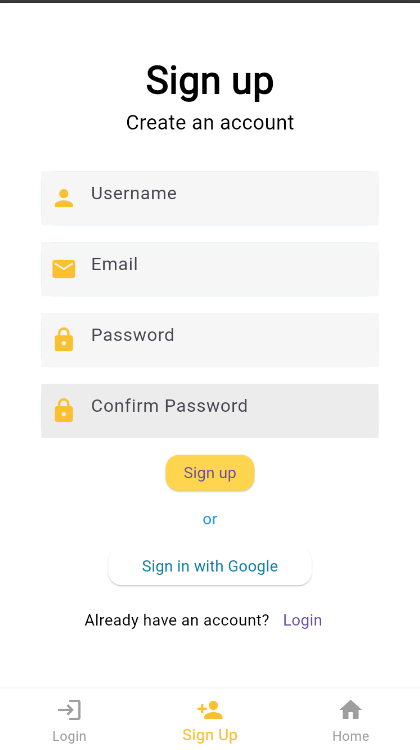 Sign up
Create an account
Username
Email
Password
Confirm Password
Sign up
or
Sign in with Google
Already have an account? Login
Login
Sign Up
Home